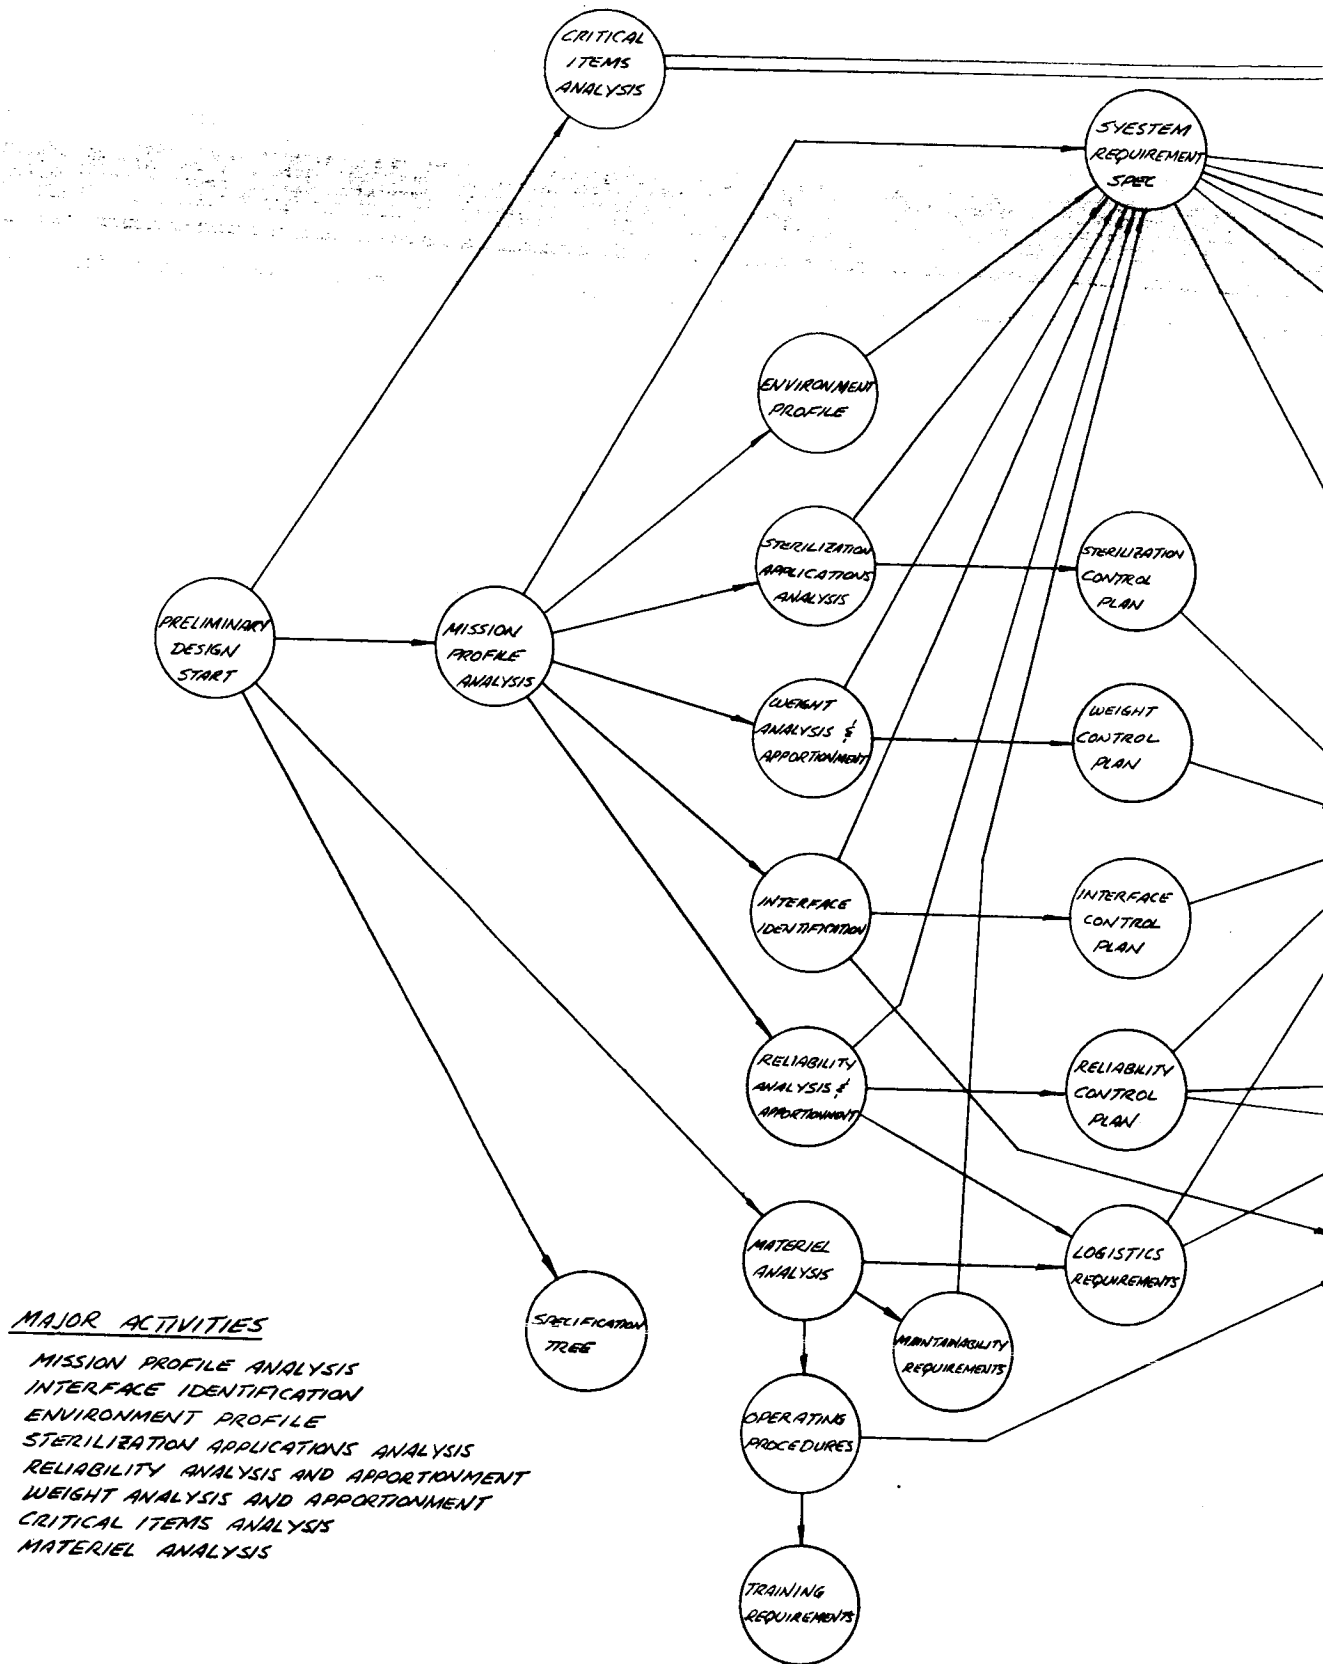 CRITICAL
ITEMS
ANALYSIS
SYESTEM
REQUIREMENT
SPEC
ENVIRONMENT
PROFILE
STERILIZATION
APPLICATIONS
ANALYSIS
STERILIZATION
CONTROL
PLAN
PRELIMINARY
DESIGN
START
MISSION
PROFILE
ANALYSIS
WEIGHT
ANALYSIS &
APPORTIONMENT
WEIGHT
CONTROL
PLAN
INTERFACE
IDENTIFICATION
INTERFACE
CONTROL
PLAN
RELIABILITY
ANALYSIS &
APPORTIONMENT
RELIABILITY
CONTROL
PLAN
MATERIEL
ANALYSIS
LOGISTICS
REQUIREMENTS
SPECIFICATION
TREE
MAINTAINABILITY
REQUIREMENTS
OPERATING
PROCEDURES
TRAINING
REQUIREMENTS
MAJOR ACTIVITIES
MISSION PROFILE ANALYSIS
INTERFACE IDENTIFICATION
ENVIRONMENT PROFILE
STERILIZATION APPLICATIONS ANALYSIS
RELIABILITY ANALYSIS AND APPORTIONMENT
WEIGHT ANALYSIS AND APPORTIONMENT
CRITICAL ITEMS ANALYSIS
MATERIEL ANALYSIS